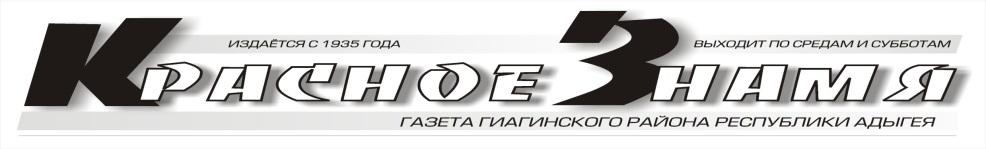 ИЗДАЁТСЯ С 1935 ГОДА
ВЫХОДИТ ПО СРЕДАМ И СУББОТАМ
КРАСНОЕ ЗНАМЯ
ГАЗЕТА ГИАГИНСКОГО РАЙОНА РЕСПУБЛИКИ АДЫГЕЯ